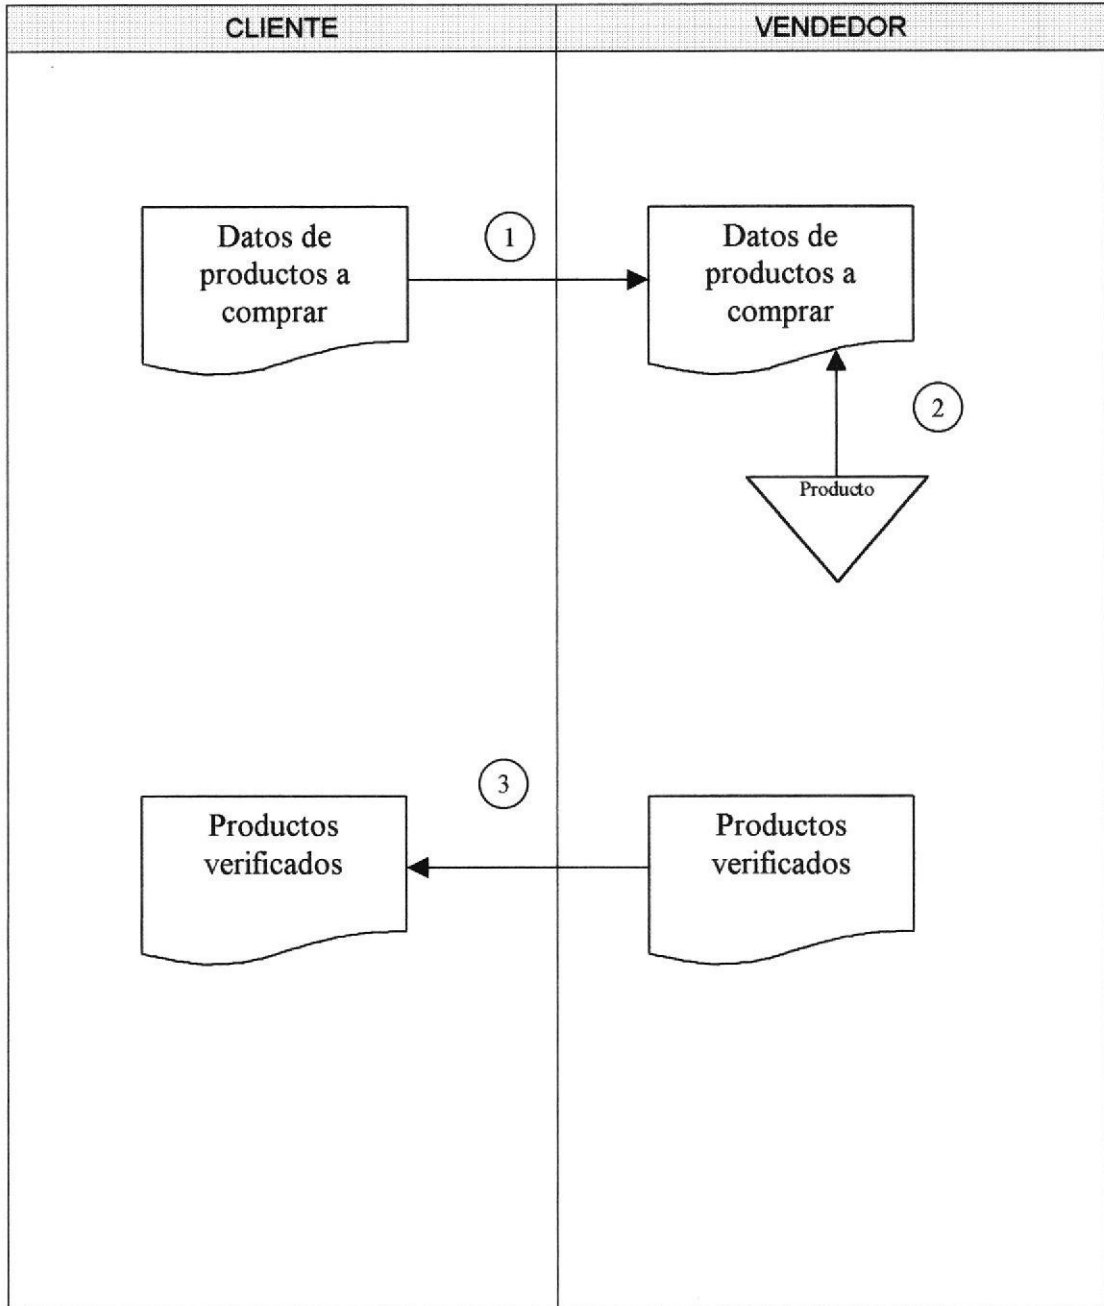 CLIENTE
VENDEDOR
Datos de
productos a
comprar
1
Datos de
productos a
comprar
2
Producto
3
Productos
verificados
Productos
verificados